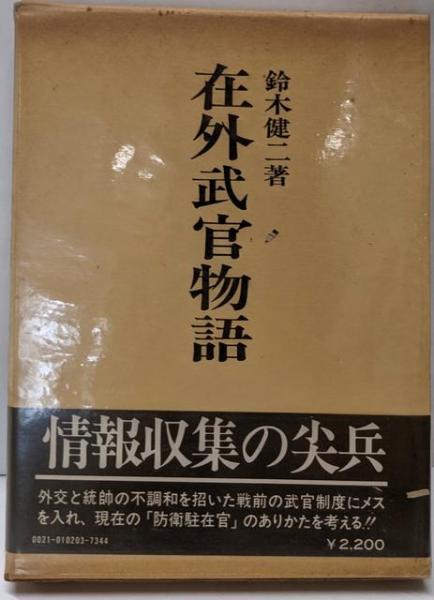 鈴木健二著
在外武官物語
情報収集の尖兵
外交と統帥の不調和を招いた戦前の武官制度にメス
を入れ、現在の「防衛駐在官」のありかたを考える!!
0021-010203-7344
¥2,200